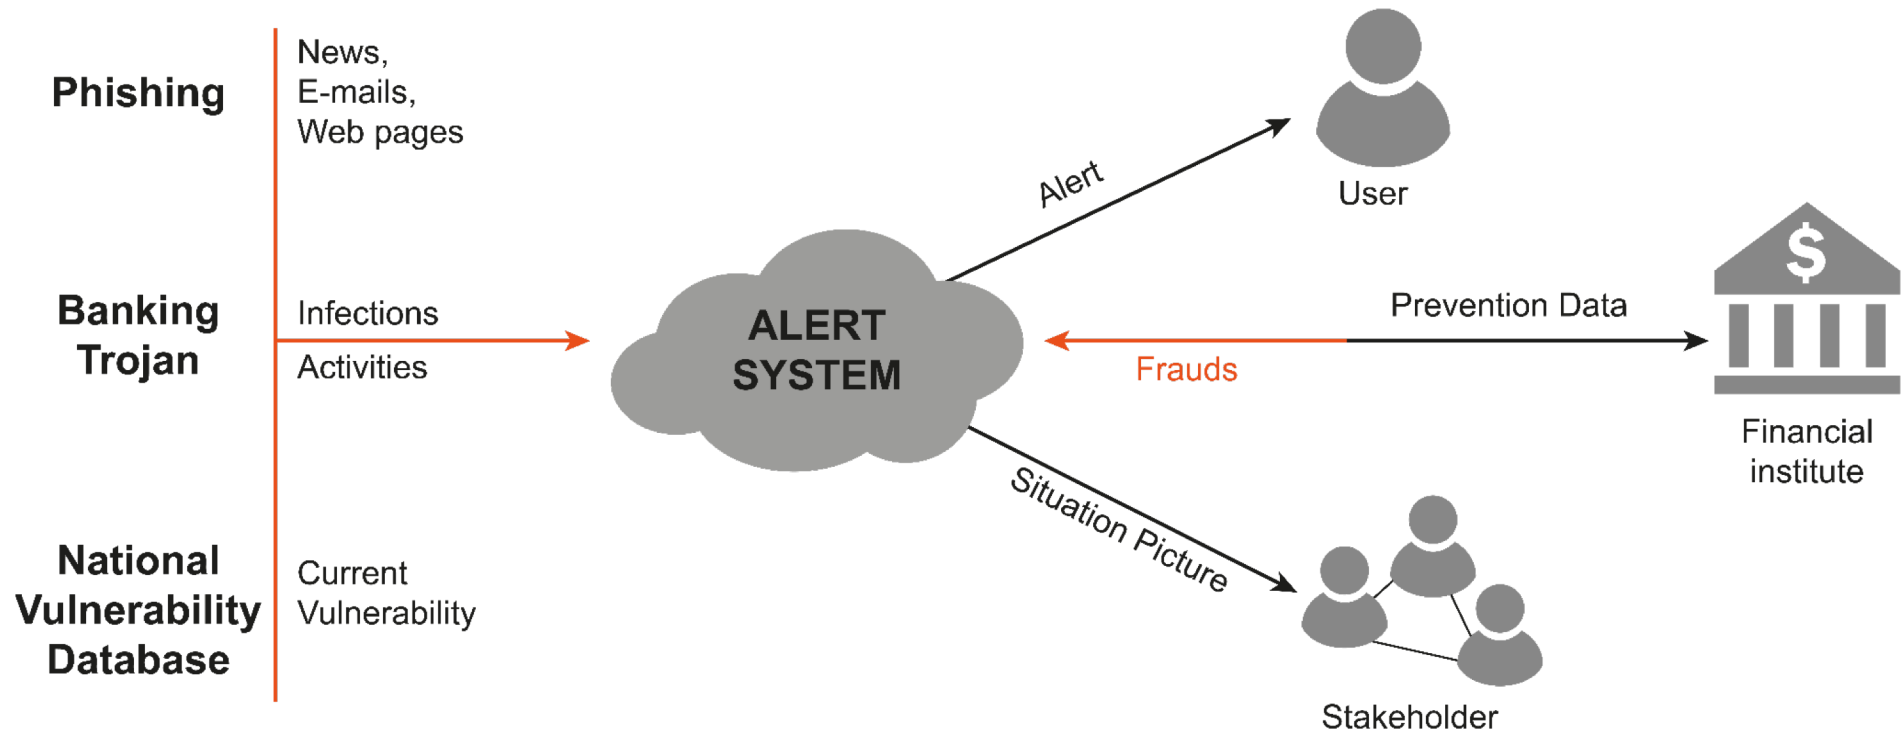 Phishing
News,
E-mails,
Web pages
Banking
Trojan
Infections
Activities
National
Vulnerability
Database
Current
Vulnerability
ALERT
SYSTEM
Alert
User
Frauds
Prevention Data
$
Financial
institute
Situation Picture
Stakeholder